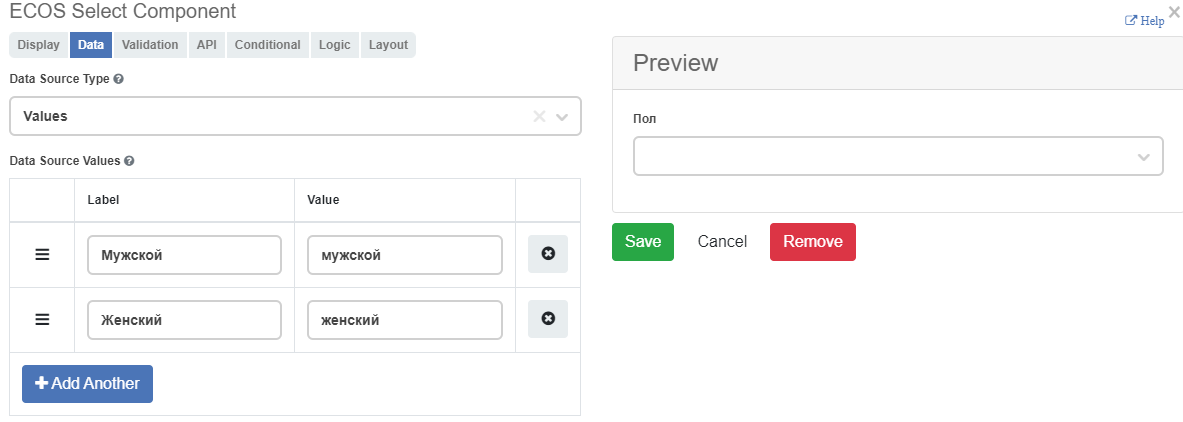 ECOS Select Component
Help
Display Data Validation API Conditional Logic Layout
Data Source Type
Values
Data Source Values
Label Value
Мужской мужской
Женский женский
Add Another
Preview
Пол
Save Cancel Remove